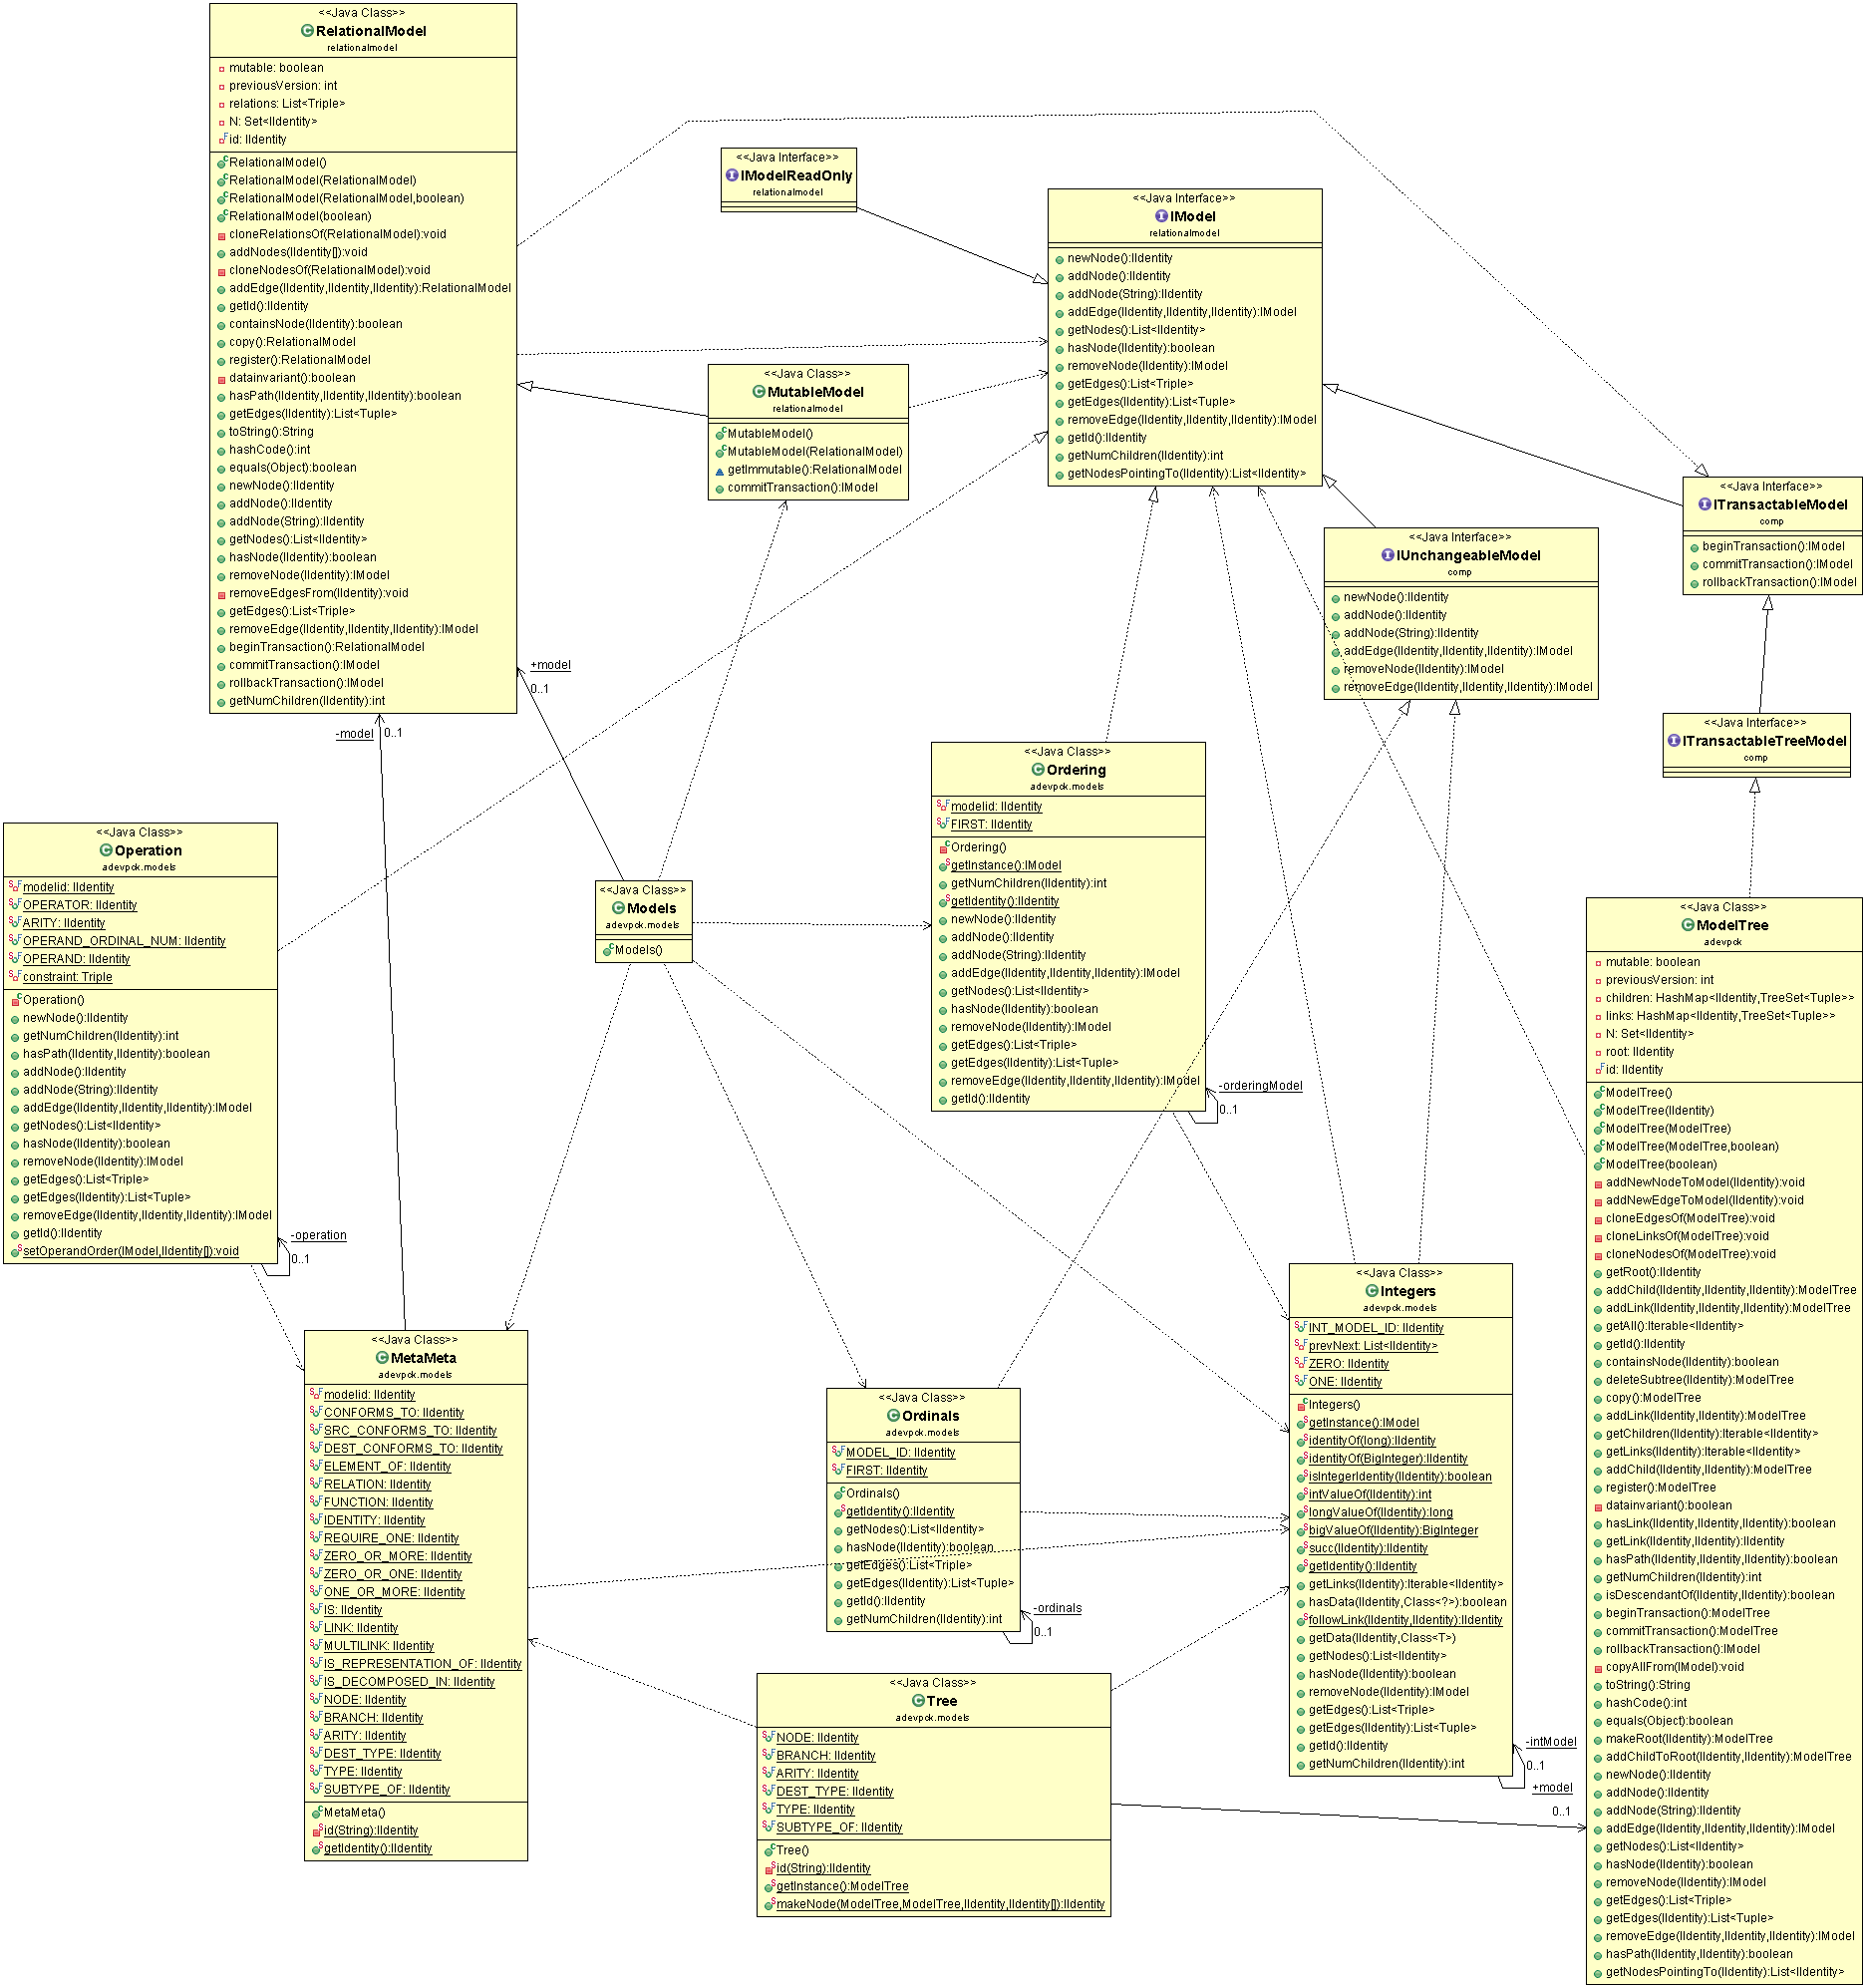 <<Java Class>>
RelationalModel
relationalmodel
mutable: boolean
previousVersion: int
relations: List<Triple>
N: Set<IIdentity>
id: IIdentity
RelationalModel()
RelationalModel(RelationalModel)
RelationalModel(RelationalModel,boolean)
RelationalModel(boolean)
cloneRelationsOf(RelationalModel):void
addNodes(IIdentity[]):void
cloneNodesOf(RelationalModel):void
addEdge(IIdentity,IIdentity,IIdentity):RelationalModel
getId():IIdentity
containsNode(IIdentity):boolean
copy():RelationalModel
register():RelationalModel
datainvariant():boolean
hasPath(IIdentity,IIdentity,IIdentity):boolean
getEdges(IIdentity):List<Tuple>
toString():String
hashCode():int
equals(Object):boolean
newNode():IIdentity
addNode():IIdentity
addNode(String):IIdentity
getNodes():List<IIdentity>
hasNode(IIdentity):boolean
removeNode(IIdentity):IModel
removeEdgesFrom(IIdentity):void
getEdges():List<Triple>
removeEdge(IIdentity,IIdentity,IIdentity):IModel
beginTransaction():RelationalModel
commitTransaction():IModel
rollbackTransaction():IModel
getNumChildren(IIdentity):int
<<Java Interface>>
IModelReadOnly
relationalmodel
<<Java Interface>>
IModel
relationalmodel
newNode():IIdentity
addNode():IIdentity
addNode(String):IIdentity
addEdge(IIdentity,IIdentity,IIdentity):IModel
getNodes():List<IIdentity>
hasNode(IIdentity):boolean
removeNode(IIdentity):IModel
getEdges():List<Triple>
getEdges(IIdentity):List<Tuple>
removeEdge(IIdentity,IIdentity,IIdentity):IModel
getId():IIdentity
getNumChildren(IIdentity):int
getNodesPointingTo(IIdentity):List<IIdentity>
<<Java Class>>
MutableModel
relationalmodel
MutableModel()
MutableModel(RelationalModel)
getImmutable():RelationalModel
commitTransaction():IModel
<<Java Interface>>
ITransactableModel
comp
beginTransaction():IModel
commitTransaction():IModel
rollbackTransaction():IModel
<<Java Interface>>
IUnchangeableModel
comp
newNode():IIdentity
addNode():IIdentity
addNode(String):IIdentity
addEdge(IIdentity,IIdentity,IIdentity):IModel
removeNode(IIdentity):IModel
removeEdge(IIdentity,IIdentity,IIdentity):IModel
+model
0..1
-model 0..1
<<Java Interface>>
ITransactableTreeModel
comp
<<Java Class>>
Ordering
adevpck.models
modelid: IIdentity
FIRST: IIdentity
Ordering()
getInstance():IModel
getNumChildren(IIdentity):int
getIdentity():IIdentity
newNode():IIdentity
addNode():IIdentity
addNode(String):IIdentity
addEdge(IIdentity,IIdentity,IIdentity):IModel
getNodes():List<IIdentity>
hasNode(IIdentity):boolean
removeNode(IIdentity):IModel
getEdges():List<Triple>
getEdges(IIdentity):List<Tuple>
removeEdge(IIdentity,IIdentity,IIdentity):IModel
getId():IIdentity
-orderingModel
0..1
<<Java Class>>
Operation
adevpck.models
modelid: IIdentity
OPERATOR: IIdentity
ARITY: IIdentity
OPERAND_ORDINAL_NUM: IIdentity
OPERAND: IIdentity
constraint: Triple
Operation()
newNode():IIdentity
getNumChildren(IIdentity):int
hasPath(IIdentity,IIdentity):boolean
addNode():IIdentity
addNode(String):IIdentity
addEdge(IIdentity,IIdentity,IIdentity):IModel
getNodes():List<IIdentity>
hasNode(IIdentity):boolean
removeNode(IIdentity):IModel
getEdges():List<Triple>
getEdges(IIdentity):List<Tuple>
removeEdge(IIdentity,IIdentity,IIdentity):IModel
getId():IIdentity
setOperandOrder(IModel,IIdentity[]):void
-operation
0..1
<<Java Class>>
Models
adevpck.models
Models()
<<Java Class>>
ModelTree
adevpck
mutable: boolean
previousVersion: int
children: HashMap<IIdentity,TreeSet<Tuple>>
links: HashMap<IIdentity,TreeSet<Tuple>>
N: Set<IIdentity>
root: IIdentity
id: IIdentity
ModelTree()
ModelTree(IIdentity)
ModelTree(ModelTree)
ModelTree(ModelTree,boolean)
ModelTree(boolean)
addNewNodeToModel(IIdentity):void
addNewEdgeToModel(IIdentity):void
cloneEdgesOf(ModelTree):void
cloneLinksOf(ModelTree):void
cloneNodesOf(ModelTree):void
getRoot():IIdentity
addChild(IIdentity,IIdentity,IIdentity):ModelTree
addLink(IIdentity,IIdentity,IIdentity):ModelTree
getAll():Iterable<IIdentity>
getId():IIdentity
containsNode(IIdentity):boolean
deleteSubtree(IIdentity):ModelTree
copy():ModelTree
addLink(IIdentity,IIdentity):ModelTree
getChildren(IIdentity):Iterable<IIdentity>
getLinks(IIdentity):Iterable<IIdentity>
addChild(IIdentity,IIdentity):ModelTree
register():ModelTree
datainvariant():boolean
hasLink(IIdentity,IIdentity,IIdentity):boolean
getLink(IIdentity,IIdentity):IIdentity
hasPath(IIdentity,IIdentity,IIdentity):boolean
getNumChildren(IIdentity):int
isDescendantOf(IIdentity,IIdentity):boolean
beginTransaction():ModelTree
commitTransaction():ModelTree
rollbackTransaction():IModel
copyAllFrom(IModel):void
toString():String
hashCode():int
equals(Object):boolean
makeRoot(IIdentity):ModelTree
addChildToRoot(IIdentity,IIdentity):ModelTree
newNode():IIdentity
addNode():IIdentity
addNode(String):IIdentity
addEdge(IIdentity,IIdentity,IIdentity):IModel
getNodes():List<IIdentity>
hasNode(IIdentity):boolean
removeNode(IIdentity):IModel
getEdges():List<Triple>
getEdges(IIdentity):List<Tuple>
removeEdge(IIdentity,IIdentity,IIdentity):IModel
hasPath(IIdentity,IIdentity):boolean
getNodesPointingTo(IIdentity):List<IIdentity>
<<Java Class>>
MetaMeta
adevpck.models
modelid: IIdentity
CONFORMS_TO: IIdentity
SRC_CONFORMS_TO: IIdentity
DEST_CONFORMS_TO: IIdentity
ELEMENT_OF: IIdentity
RELATION: IIdentity
FUNCTION: IIdentity
IDENTITY: IIdentity
REQUIRE_ONE: IIdentity
ZERO_OR_MORE: IIdentity
ZERO_OR_ONE: IIdentity
ONE_OR_MORE: IIdentity
IS: IIdentity
LINK: IIdentity
MULTILINK: IIdentity
IS_REPRESENTATION_OF: IIdentity
IS_DECOMPOSED_IN: IIdentity
NODE: IIdentity
BRANCH: IIdentity
ARITY: IIdentity
DEST_TYPE: IIdentity
TYPE: IIdentity
SUBTYPE_OF: IIdentity
MetaMeta()
id(String):IIdentity
getIdentity():IIdentity
<<Java Class>>
Ordinals
adevpck.models
MODEL_ID: IIdentity
FIRST: IIdentity
Ordinals()
getIdentity():IIdentity
getNodes():List<IIdentity>
hasNode(IIdentity):boolean
getEdges():List<Triple>
getEdges(IIdentity):List<Tuple>
getId():IIdentity
getNumChildren(IIdentity):int
-ordinals
0..1
<<Java Class>>
Integers
adevpck.models
INT_MODEL_ID: IIdentity
prevNext: List<IIdentity>
ZERO: IIdentity
ONE: IIdentity
Integers()
getInstance():IModel
identityOf(long):IIdentity
identityOf(BigInteger):IIdentity
isIntegerIdentity(IIdentity):boolean
intValueOf(IIdentity):int
longValueOf(IIdentity):long
bigValueOf(IIdentity):BigInteger
succ(IIdentity):IIdentity
getIdentity():IIdentity
getLinks(IIdentity):Iterable<IIdentity>
hasData(IIdentity,Class<?>):boolean
followLink(IIdentity,IIdentity):IIdentity
getData(IIdentity,Class<T>)
getNodes():List<IIdentity>
hasNode(IIdentity):boolean
removeNode(IIdentity):IModel
getEdges():List<Triple>
getEdges(IIdentity):List<Tuple>
getId():IIdentity
getNumChildren(IIdentity):int
-intModel
0..1
+model
0..1
<<Java Class>>
Tree
adevpck.models
NODE: IIdentity
BRANCH: IIdentity
ARITY: IIdentity
DEST_TYPE: IIdentity
TYPE: IIdentity
SUBTYPE_OF: IIdentity
Tree()
id(String):IIdentity
getInstance():ModelTree
makeNode(ModelTree,ModelTree,IIdentity,IIdentity[]):IIdentity